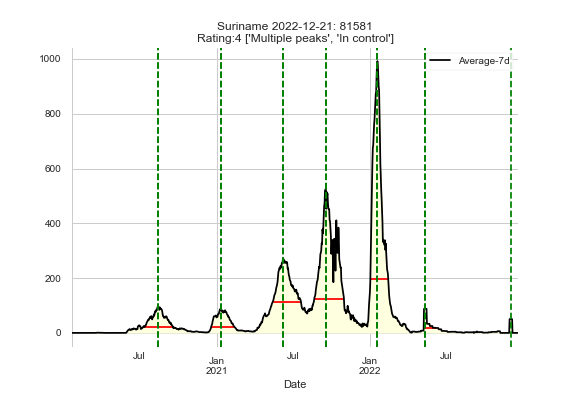 Suriname 2022-12-21: 81581
Rating:4 ['Multiple peaks', 'In control']
Average-7d
1000
800
600
400
200
0
Jul
Jan
2021
Jul
Jan
2022
Jul
Date